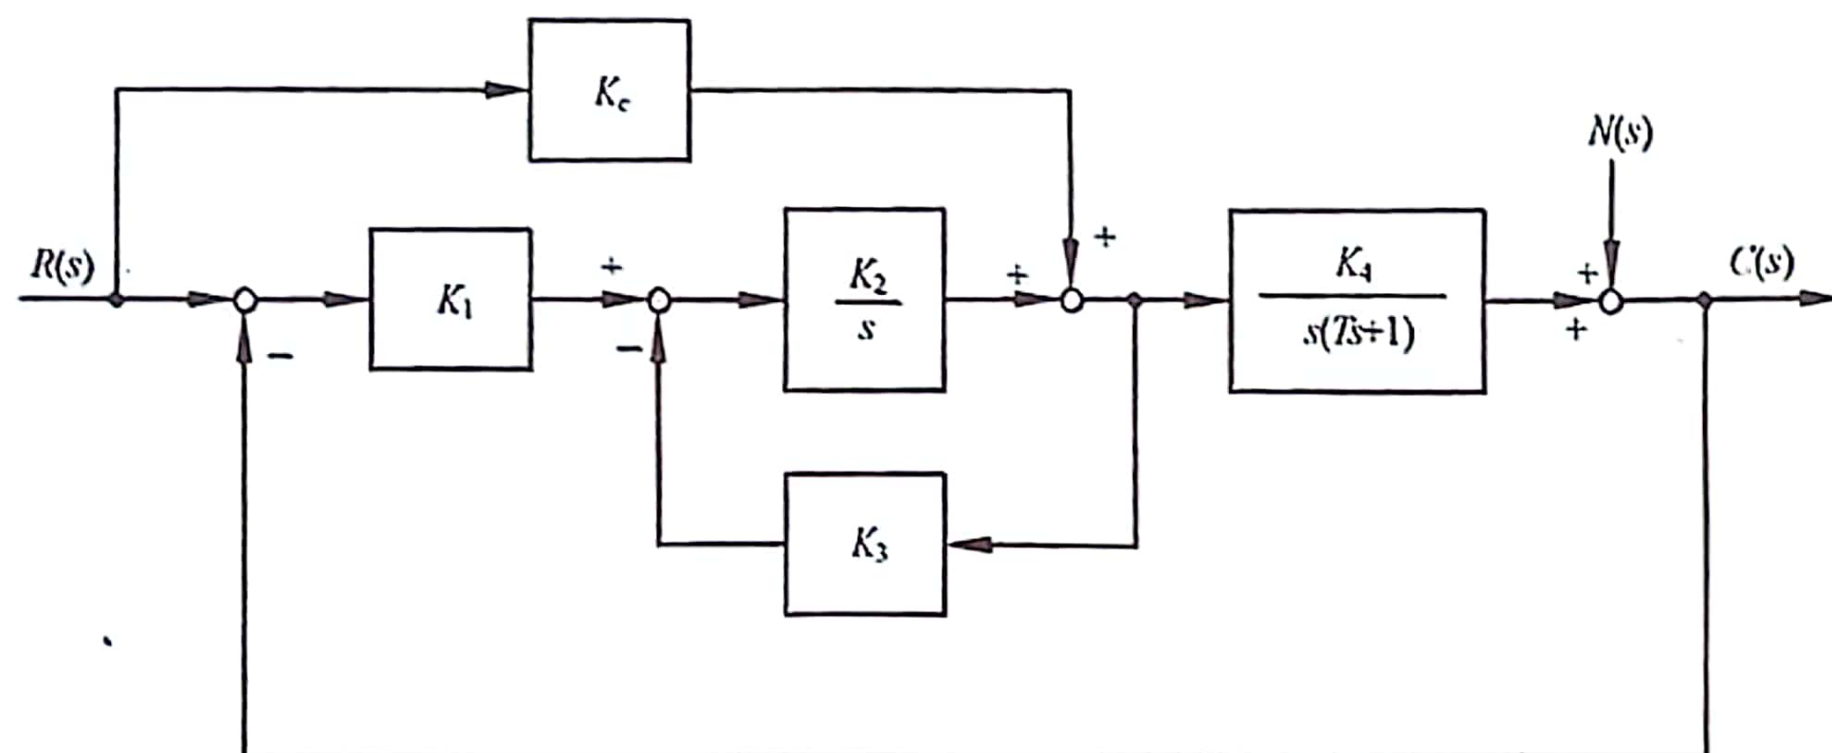 K_c
N(s)
R(s)
+
K_1
+
−
K_2
s
+
+
K_4
s(Ts+1)
+
+
C(s)
−
K_3